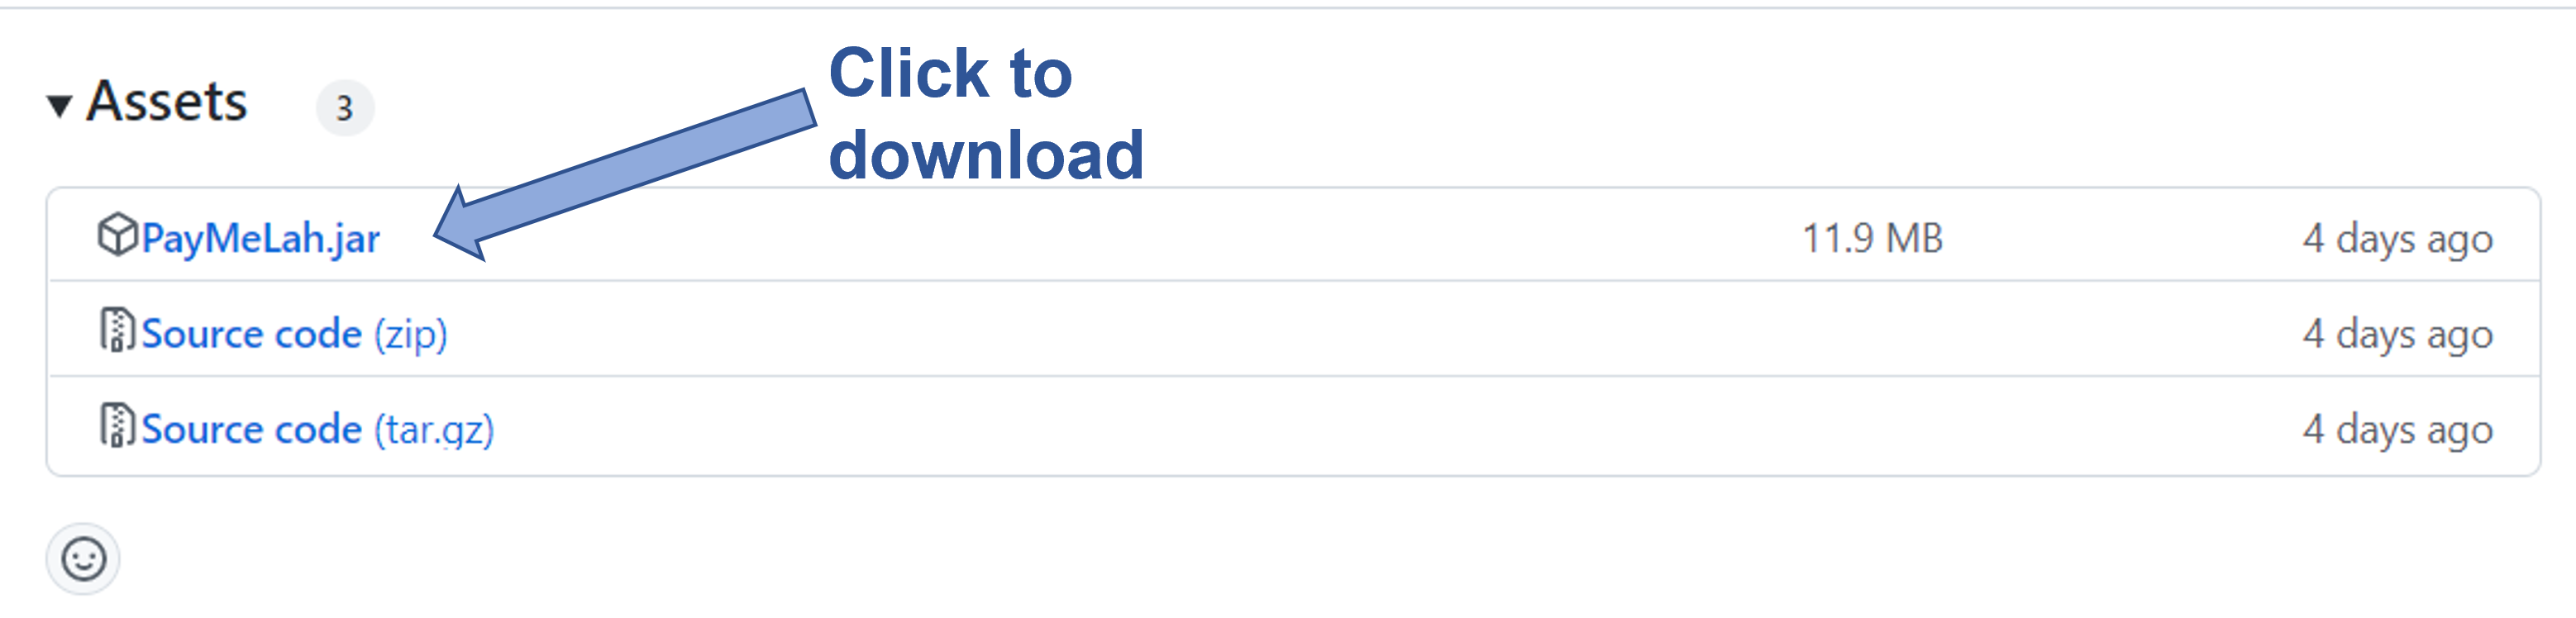 Click to
download
Assets 3
PayMeLah.jar 11.9 MB 4 days ago
Source code (zip) 4 days ago
Source code (tar.gz) 4 days ago